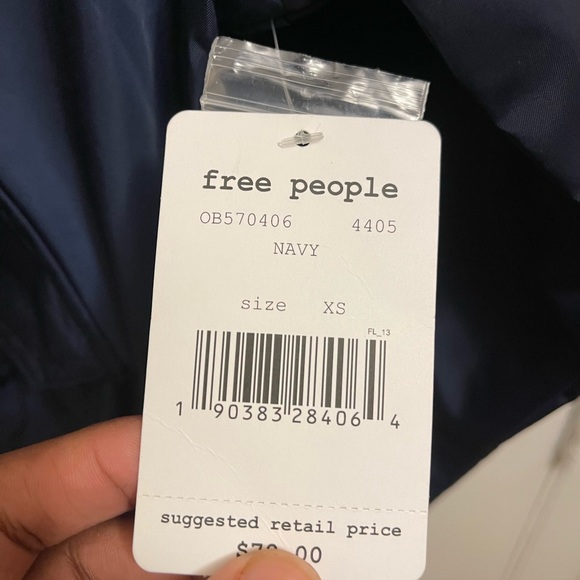 free people
OB570406 4405
NAVY
size XS
FL_13
1 90383 28406 4
suggested retail price